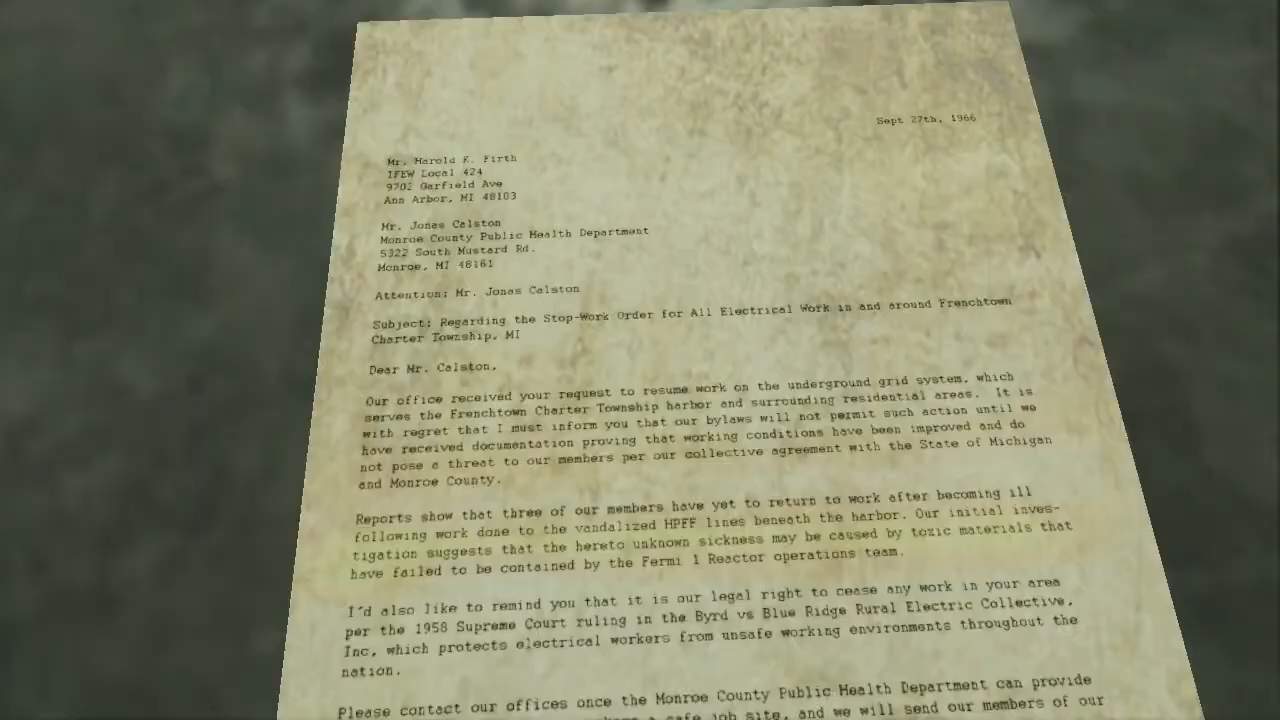 Sept 27th, 1966
Mr. Harold K. Firth
IFEW Local 424
9702 Garfield Ave
Ann Arbor, MI 48103
Mr. Jonas Calston
Monroe County Public Health Department
5322 South Mustard Rd.
Monroe, MI 48161
Attention: Mr. Jonas Calston
Subject: Regarding the Stop-Work Order for All Electrical Work in and around Frenchtown
Charter Township, MI
Dear Mr. Calston,
Our office received your request to resume work on the underground grid system, which
serves the Frenchtown Charter Township harbor and surrounding residential areas. It is
with regret that I must inform you that our bylaws will not permit such action until we
have received documentation proving that working conditions have been improved and do
not pose a threat to our members per our collective agreement with the State of Michigan
and Monroe County.
Reports show that three of our members have yet to return to work after becoming ill
following work done to the vandalized HPFF lines beneath the harbor. Our initial inves-
tigation suggests that the hereto unknown sickness may be caused by toxic materials that
have failed to be contained by the Fermi 1 Reactor operations team.
I'd also like to remind you that it is our legal right to cease any work in your area
per the 1958 Supreme Court ruling in the Byrd vs Blue Ridge Rural Electric Collective,
Inc, which protects electrical workers from unsafe working environments throughout the
nation.
Please contact our offices once the Monroe County Public Health Department can provide
a safe job site, and we will send our members of our